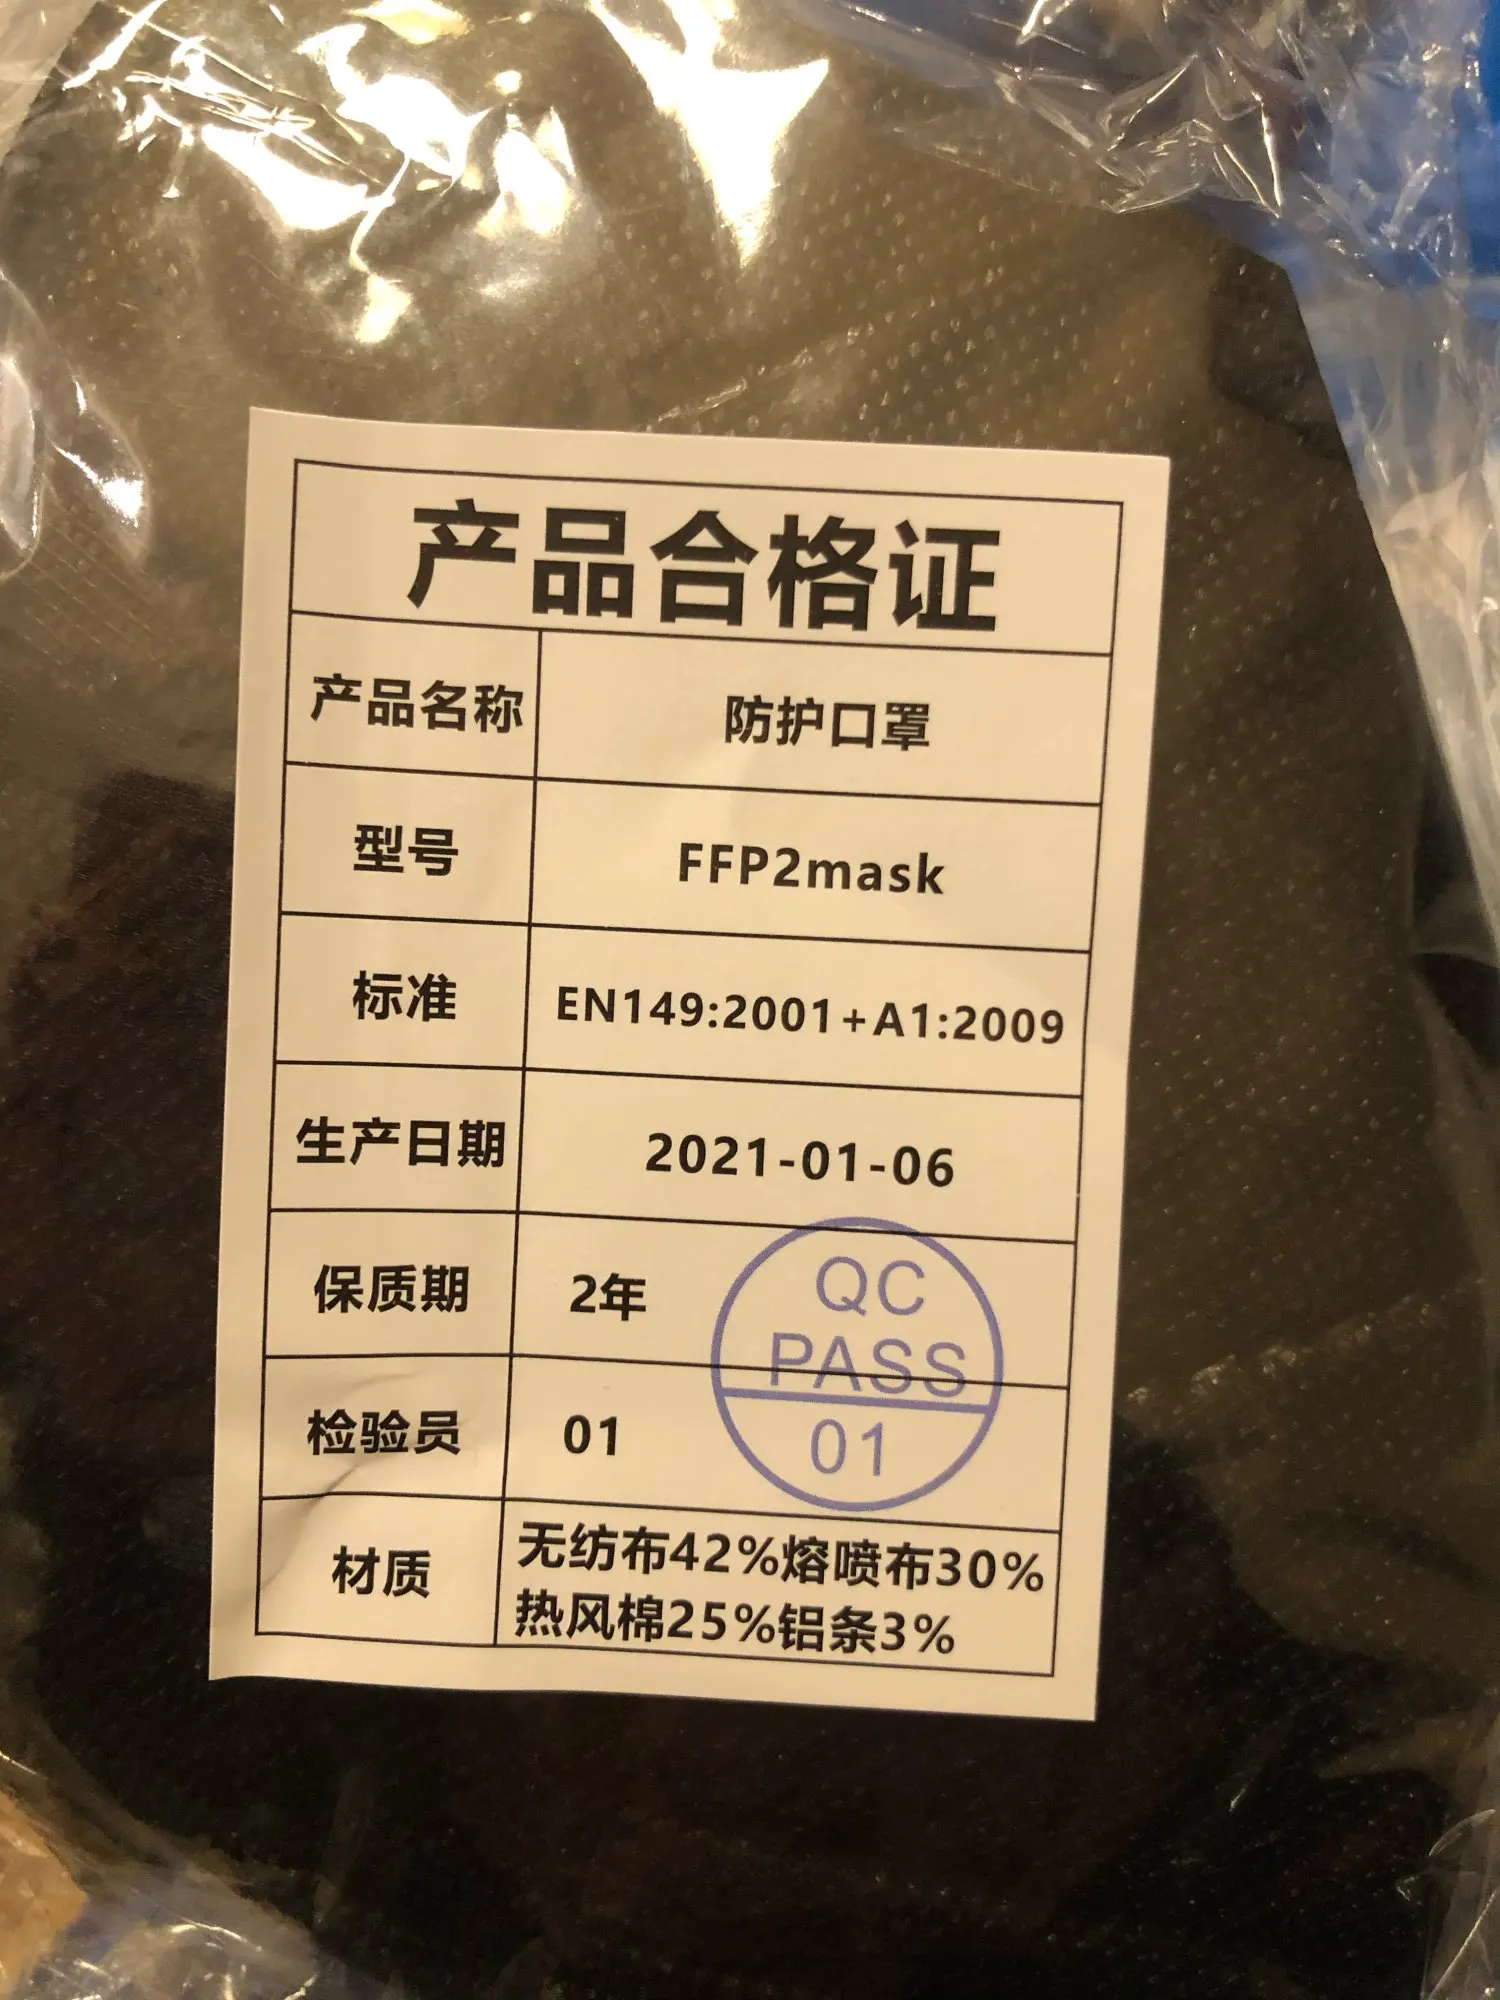 产品合格证
产品名称 防护口罩
型号 FFP2mask
标准 EN149:2001+A1:2009
生产日期 2021-01-06
保质期 2年
QC
PASS
检验员 01
01
材质 无纺布42%熔喷布30%
热风棉25%铝条3%